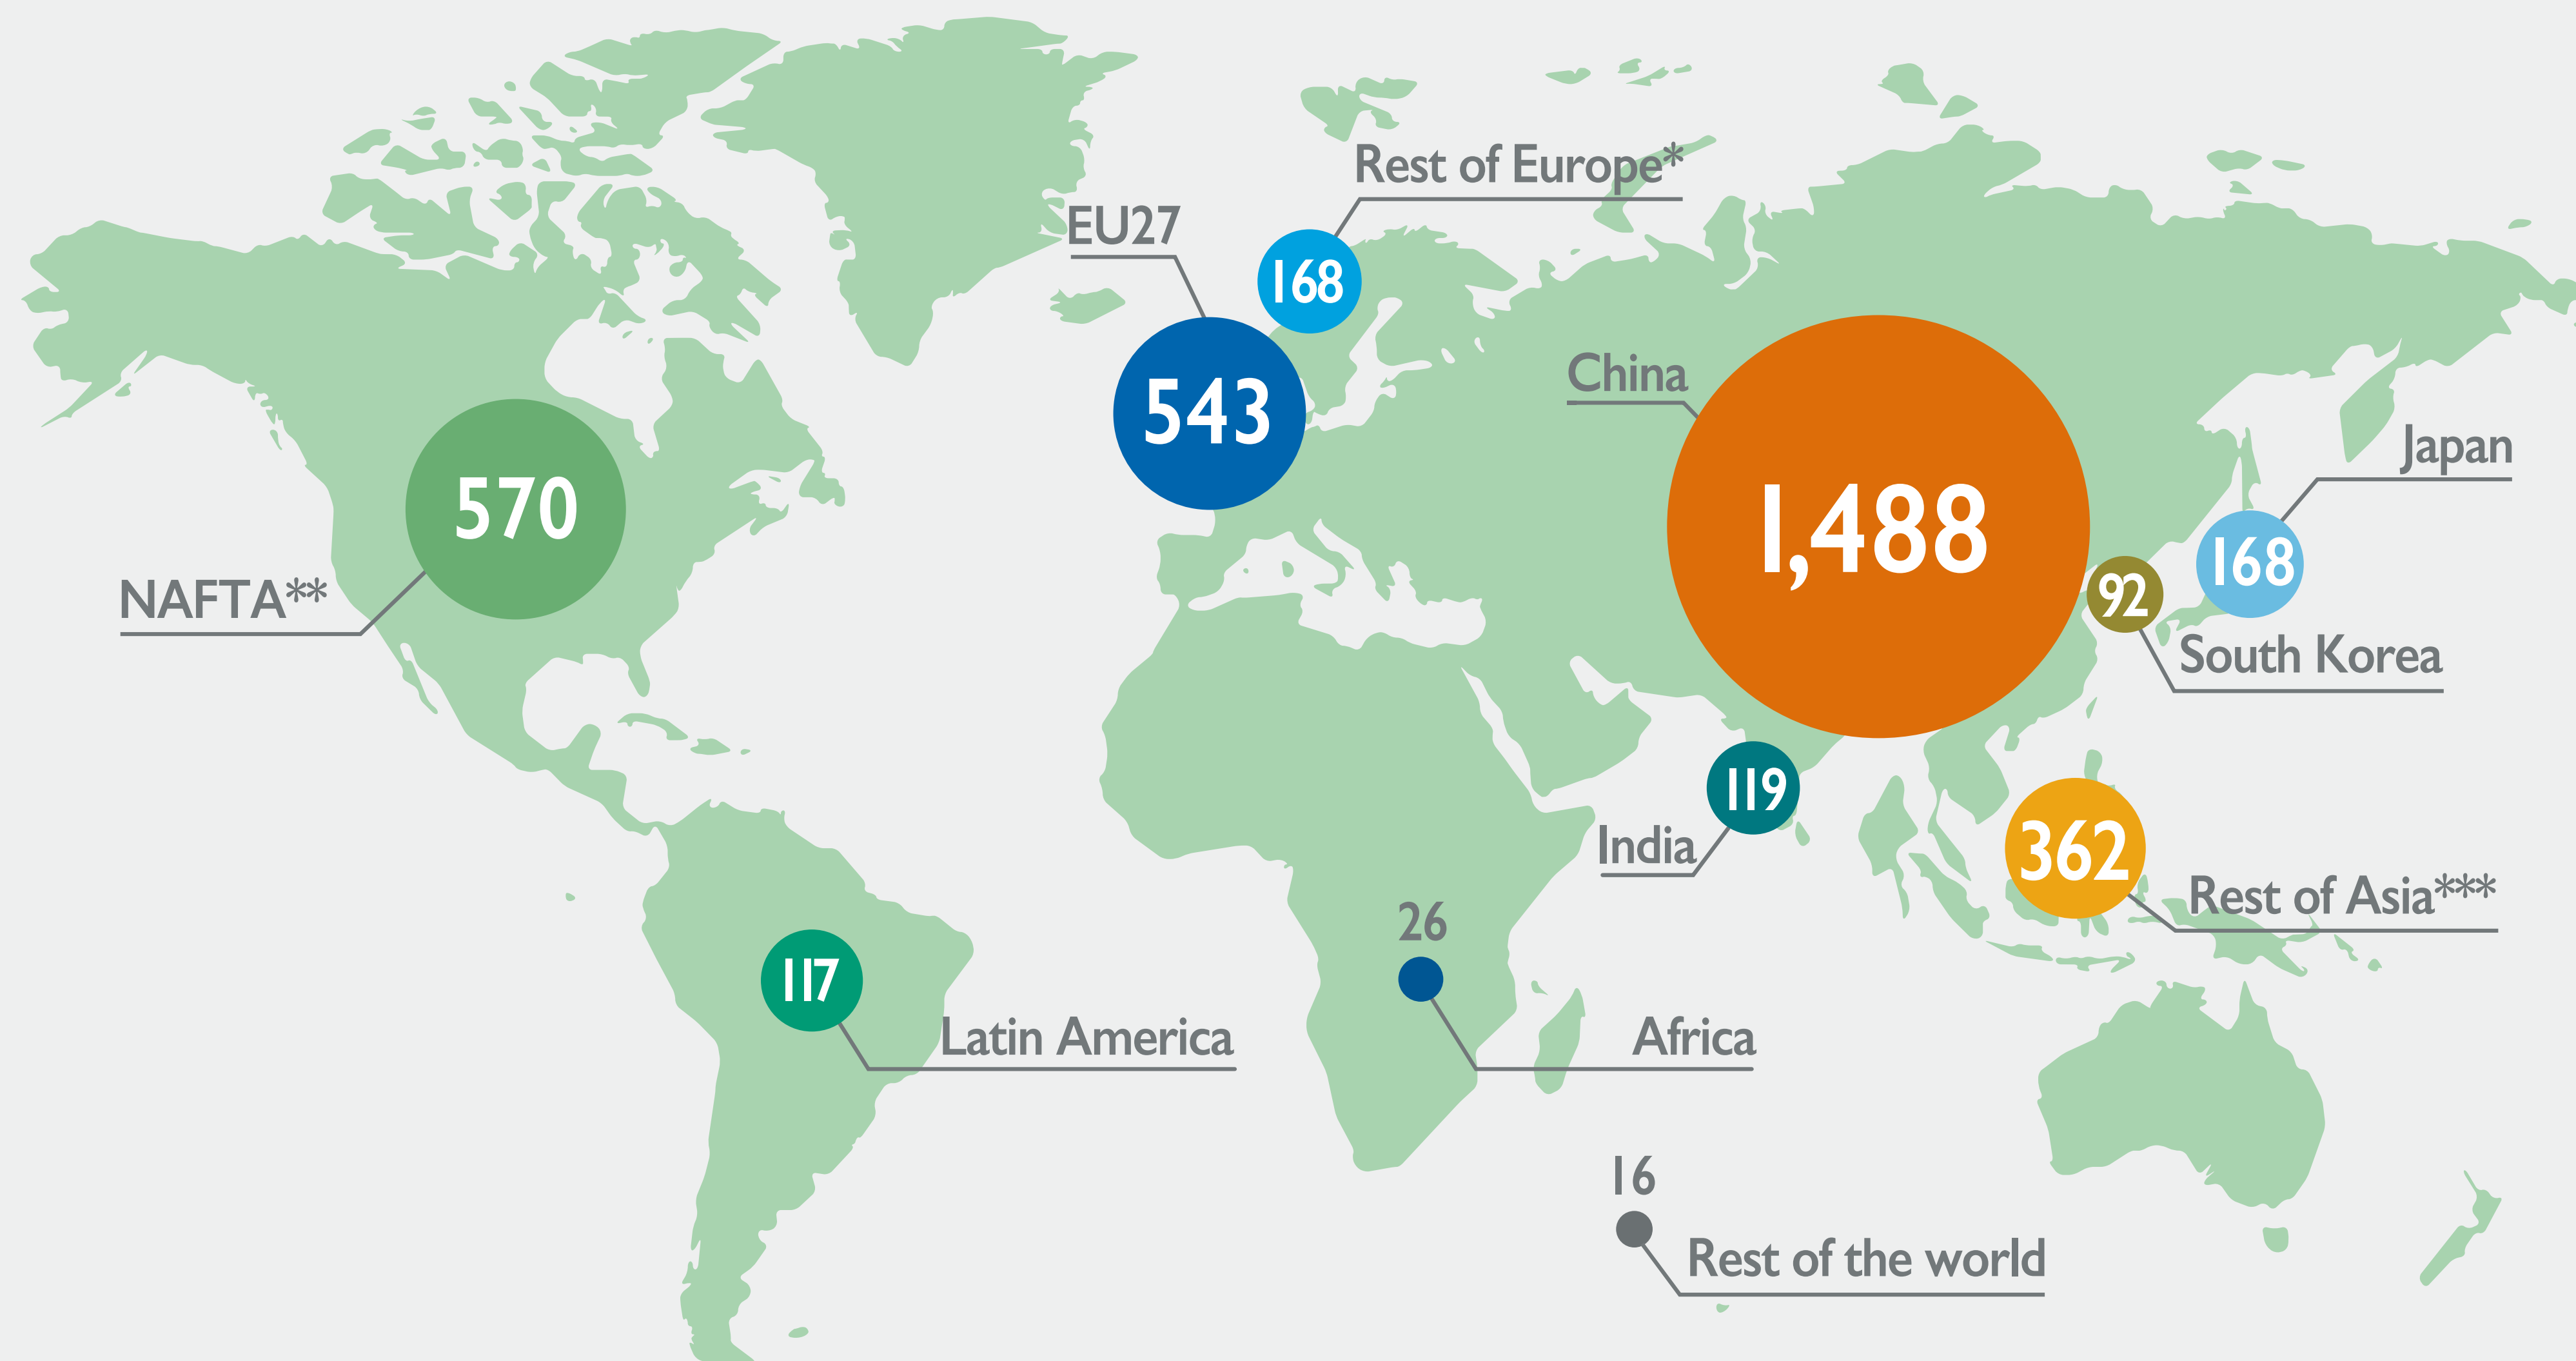 Rest of Europe*
168
EU27
543
China
1,488
Japan
168
92
South Korea
NAFTA**
570
India
119
362
Rest of Asia***
117
Latin America
26
Africa
16
Rest of the world